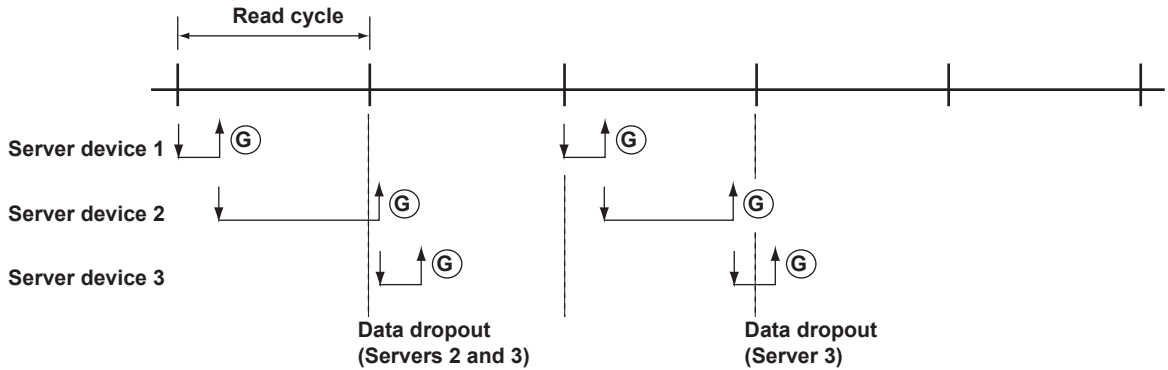 Read cycle
Server device 1
G
G
Server device 2
G
G
Server device 3
G
G
Data dropout
(Servers 2 and 3)
Data dropout
(Server 3)